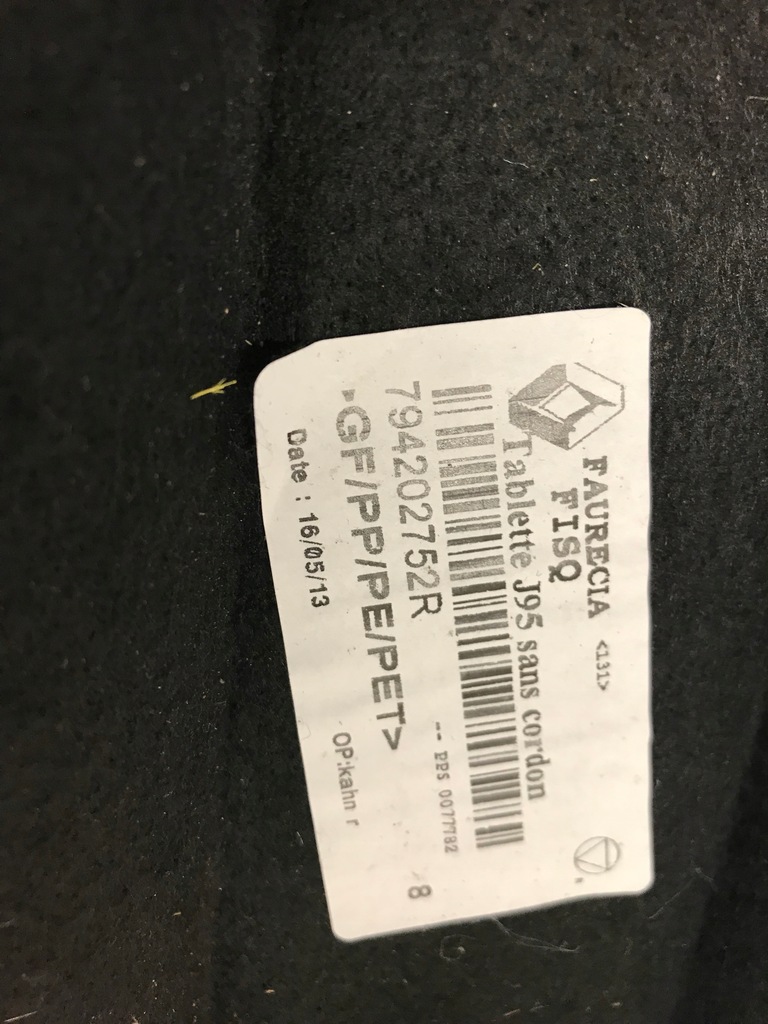 FAURECIA <131>
FISQ
Tablette J95 sans cordon
-- PPS 0077782
794202752R
8
·GF/PP/PE/PET>
OP:kahn r
Date : 16/05/13